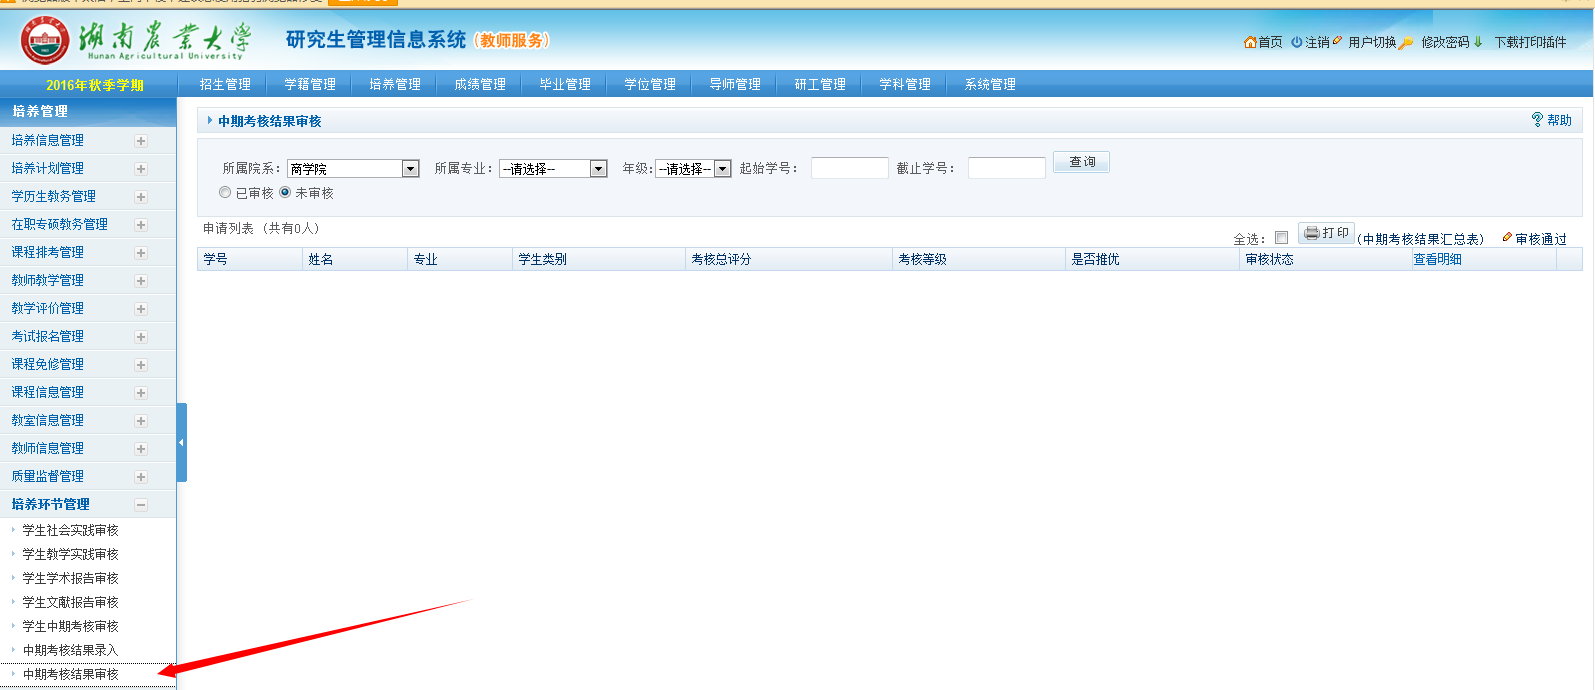 湖南农业大学
Hunan Agricultural University
研究生管理信息系统（教师服务）
首页 注销 用户切换 修改密码 下载打印插件
2016年秋季学期 招生管理 学籍管理 培养管理 成绩管理 毕业管理 学位管理 导师管理 研工管理 学科管理 系统管理
培养管理
培养信息管理
培养计划管理
学历生教务管理
在职专硕教务管理
课程排考管理
教师教学管理
教学评价管理
考试报名管理
课程免修管理
课程信息管理
教室信息管理
教师信息管理
质量监督管理
培养环节管理
学生社会实践审核
学生教学实践审核
学生学术报告审核
学生文献报告审核
学生中期考核审核
中期考核结果录入
中期考核结果审核
中期考核结果审核 帮助
所属院系： 商学院 所属专业： --请选择-- 年级: --请选择-- 起始学号： 截止学号： 查询
已审核 未审核
申请列表（共有0人）
全选： 打印 (中期考核结果汇总表) 审核通过
学号 姓名 专业 学生类别 考核总评分 考核等级 是否推优 审核状态 查看明细